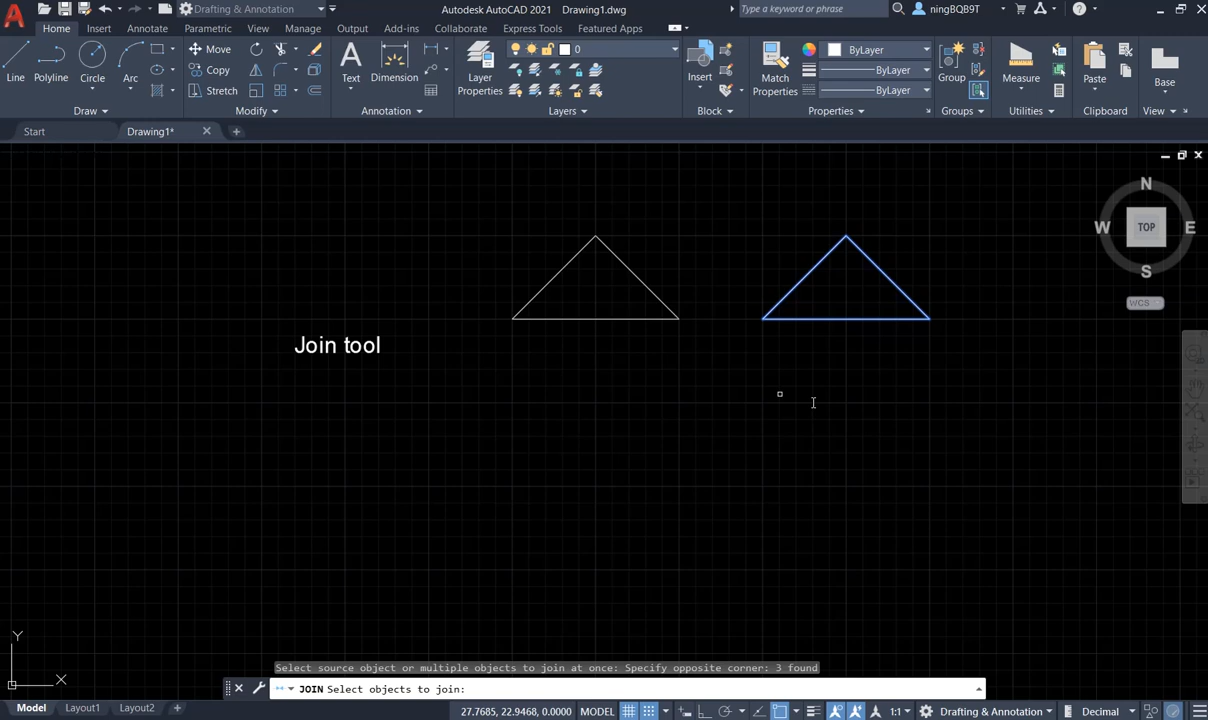 Drawing & Annotation
Autodesk AutoCAD 2021 Drawing1.dwg
Type a keyword or phrase
ningBQB9T
Home Insert Annotate Parametric View Manage Output Add-ins Collaborate Express Tools Featured Apps
Line
Polyline
Circle
Arc
Move
Copy
Stretch
Text
Dimension
Layer
Properties
0
Insert
Match
Properties
ByLayer
ByLayer
ByLayer
Group
Measure
Paste
Base
Draw
Modify
Annotation
Layers
Block
Properties
Groups
Utilities
Clipboard
View
Start
Drawing1*
N
W
TOP
E
S
WCS
Join tool
Y
X
Select source object or multiple objects to join at once: Specify opposite corner: 3 found
JOIN Select objects to join:
Model Layout1 Layout2
27.7685, 22.9468, 0.0000 MODEL
1:1
Drawing & Annotation
Decimal